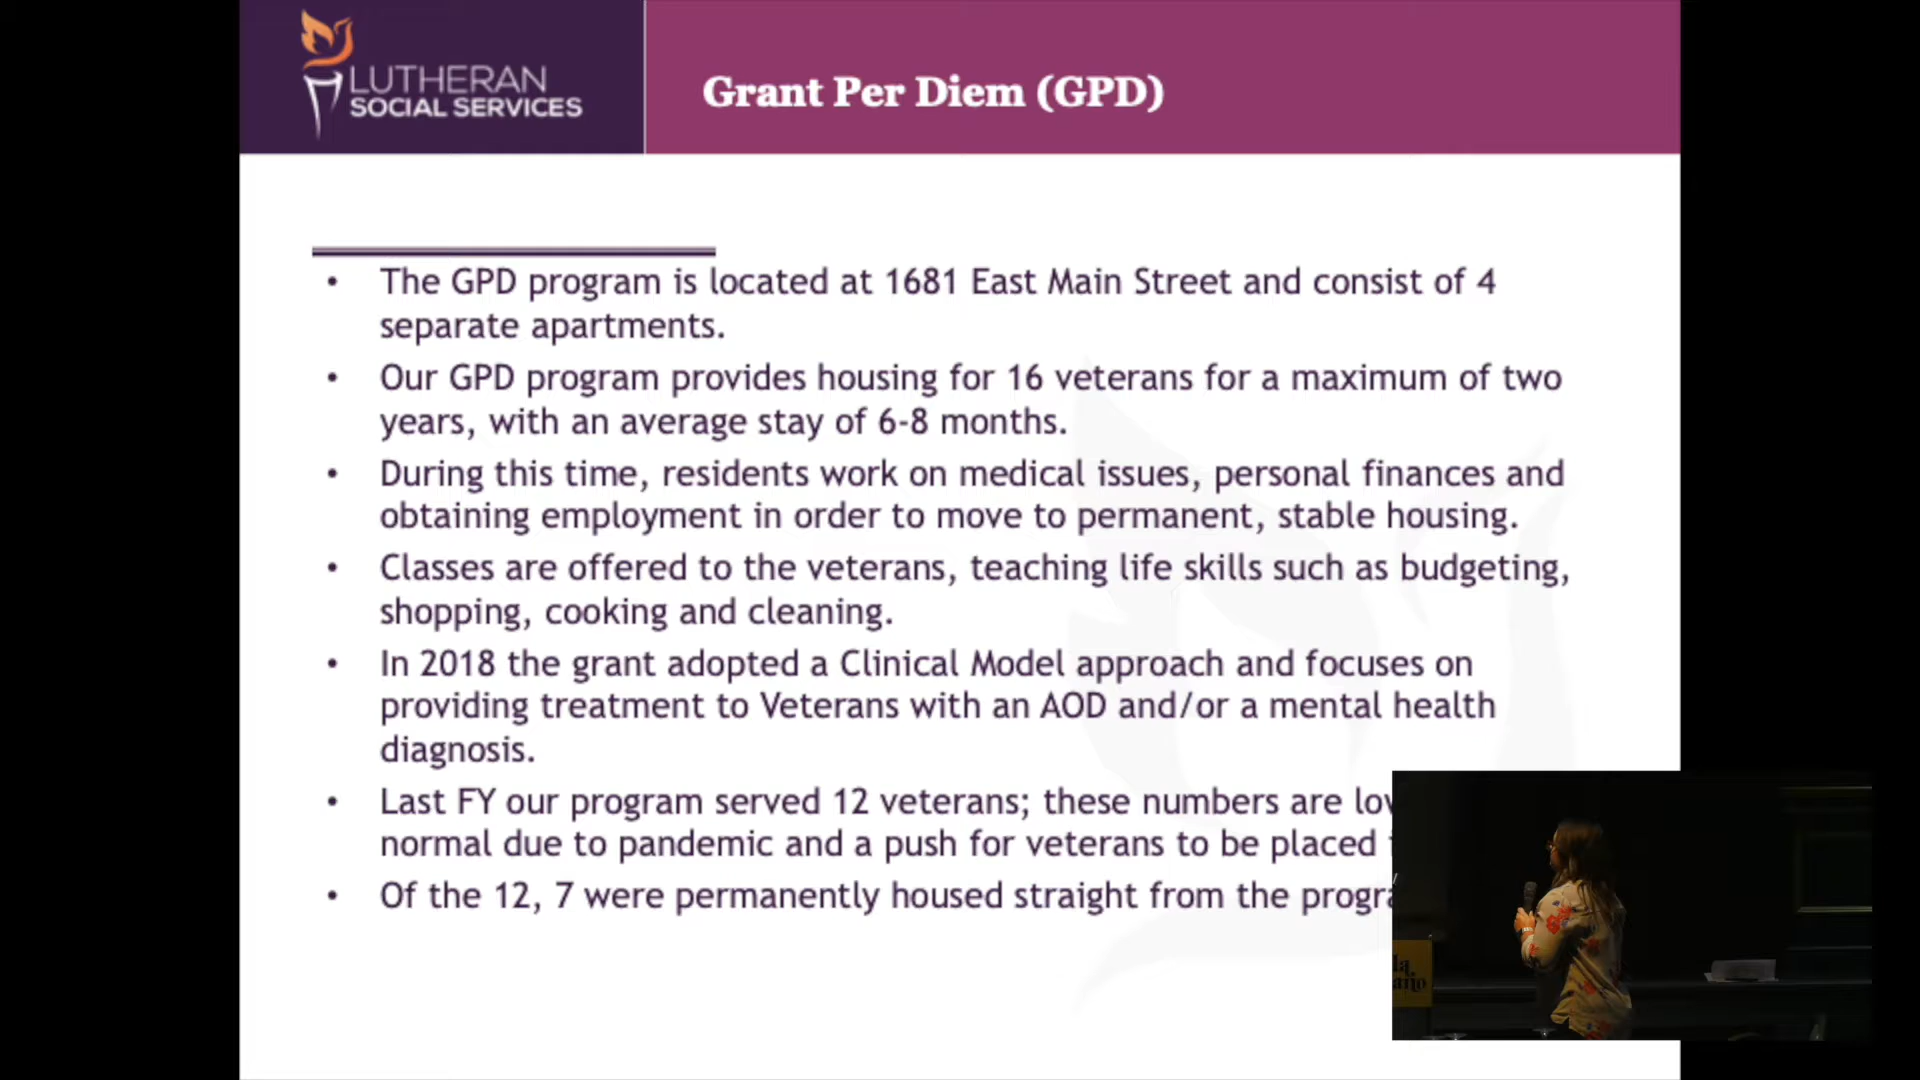 LUTHERAN
SOCIAL SERVICES
Grant Per Diem (GPD)
• The GPD program is located at 1681 East Main Street and consist of 4
separate apartments.
• Our GPD program provides housing for 16 veterans for a maximum of two
years, with an average stay of 6-8 months.
• During this time, residents work on medical issues, personal finances and
obtaining employment in order to move to permanent, stable housing.
• Classes are offered to the veterans, teaching life skills such as budgeting,
shopping, cooking and cleaning.
• In 2018 the grant adopted a Clinical Model approach and focuses on
providing treatment to Veterans with an AOD and/or a mental health
diagnosis.
• Last FY our program served 12 veterans; these numbers are
normal due to pandemic and a push for veterans to be placed
• Of the 12, 7 were permanently housed straight from the